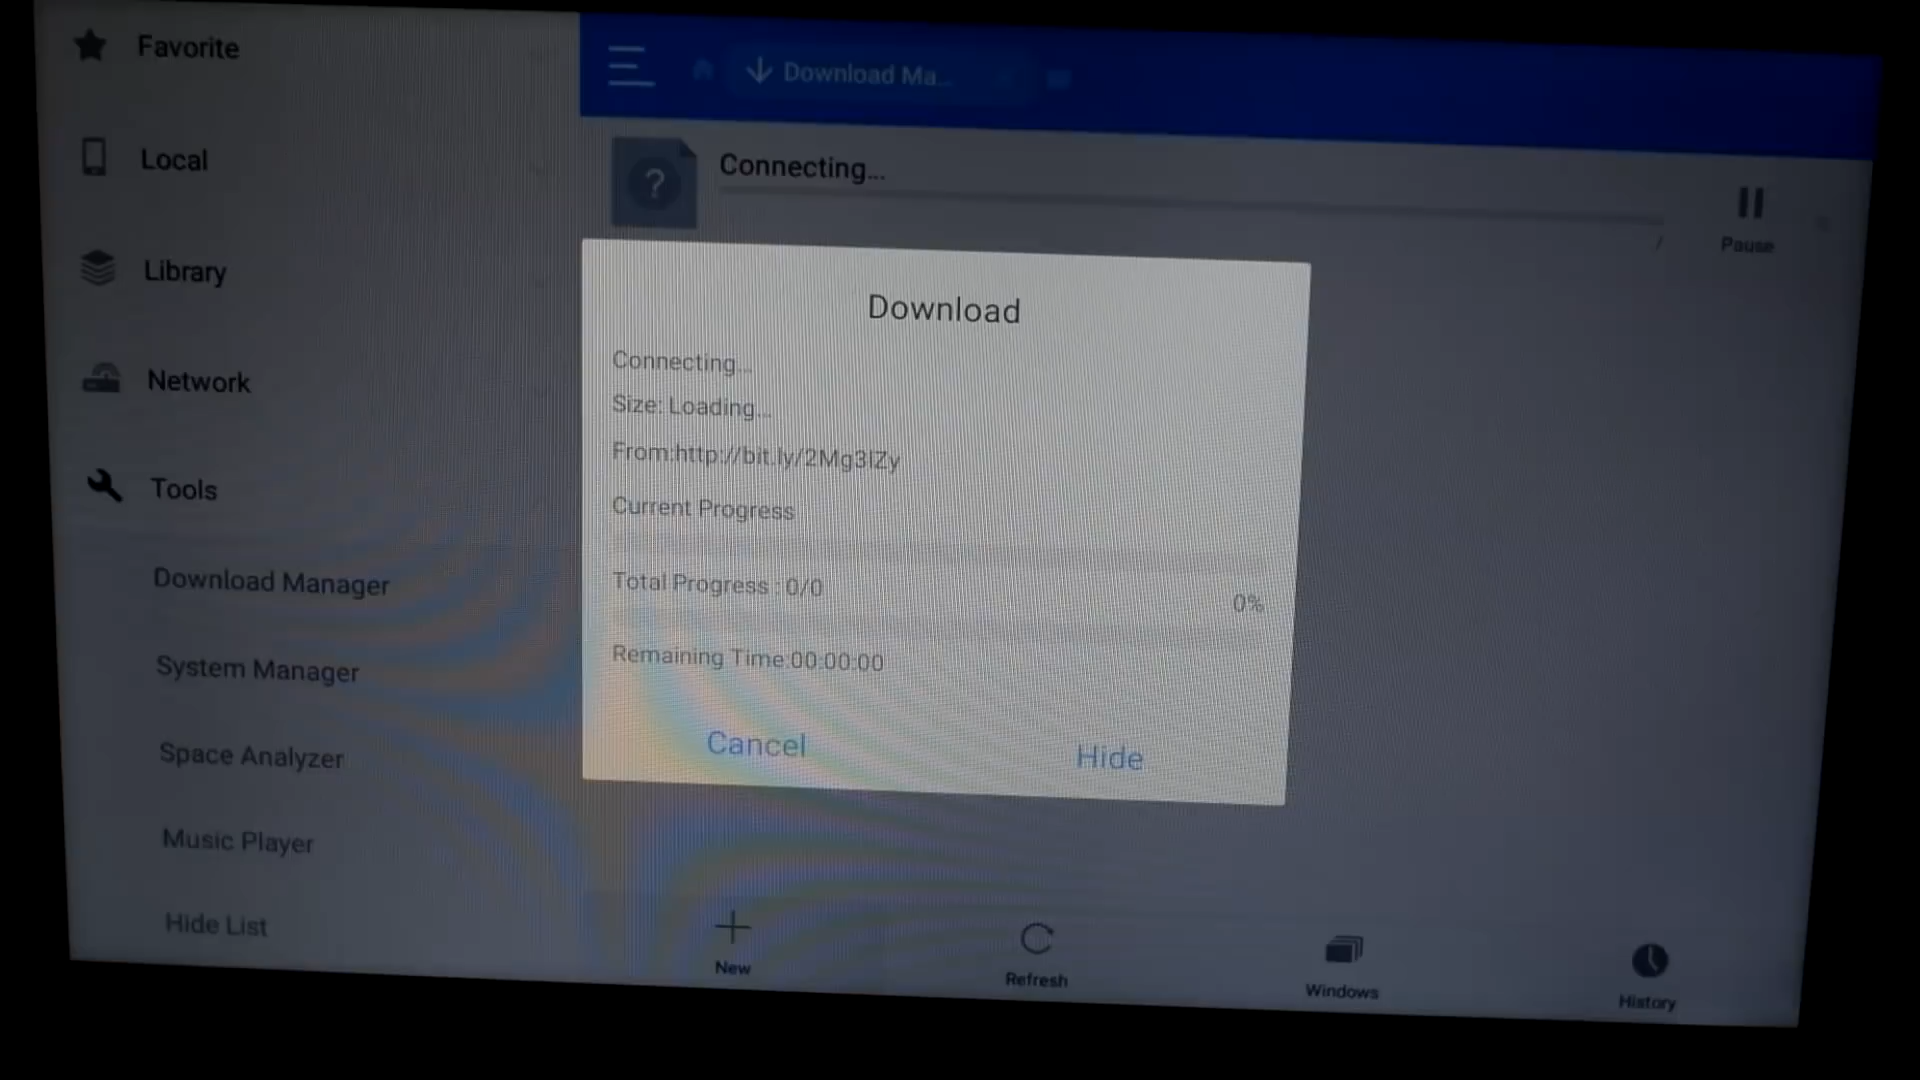 Favorite
Local
Library
Network
Tools
Download Manager
System Manager
Space Analyzer
Music Player
Hide List
Download Ma...
Connecting...
/
Pause
Download
Connecting...
Size: Loading...
From:http://bit.ly/2Mg3lZy
Current Progress
Total Progress : 0/0
0%
Remaining Time:00:00:00
Cancel
Hide
New
Refresh
Windows
History